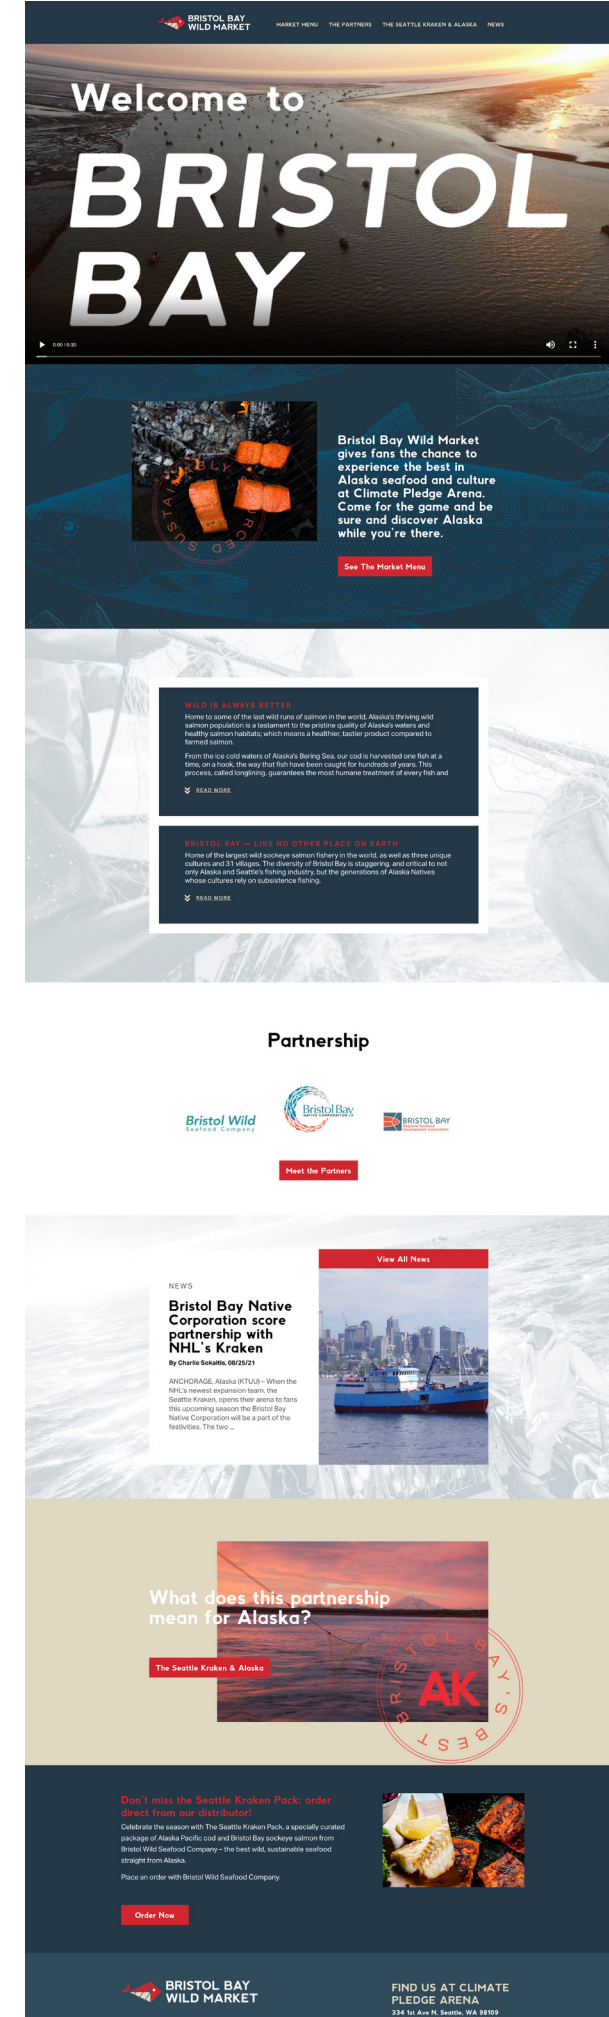 BRISTOL BAY
WILD MARKET
MARKET MENU THE PARTNERS THE SEATTLE KRAKEN & ALASKA NEWS
Welcome to
BRISTOL
BAY
0:00 / 0:30
SUSTAINABLY SOURCED
Bristol Bay Wild Market
gives fans the chance to
experience the best in
Alaska seafood and culture
at Climate Pledge Arena.
Come for the game and be
sure and discover Alaska
while you're there.
See The Market Menu
WILD IS ALWAYS BETTER
Home to some of the last wild runs of salmon in the world, Alaska's thriving wild
salmon population is a testament to the pristine quality of Alaska's waters and
healthy salmon habitats; which means a healthier, tastier product compared to
farmed salmon.
From the ice cold waters of Alaska's Bering Sea, our cod is harvested one fish at a
time, on a hook, the way that fish have been caught for hundreds of years. This
process, called longlining, guarantees the most humane treatment of every fish and
READ MORE
BRISTOL BAY — LIKE NO OTHER PLACE ON EARTH
Home of the largest wild sockeye salmon fishery in the world, as well as three unique
cultures and 31 villages. The diversity of Bristol Bay is staggering, and critical to not
only Alaska and Seattle's fishing industry, but the generations of Alaska Natives
whose cultures rely on subsistence fishing.
READ MORE
Partnership
Bristol Wild
Seafood Company
Bristol Bay
NATIVE CORPORATION
BRISTOL BAY
Regional Seafood
Development Association
Meet the Partners
View All News
NEWS
Bristol Bay Native
Corporation score
partnership with
NHL's Kraken
By Charlie Sokaitis, 08/25/21
ANCHORAGE, Alaska (KTUU) – When the
NHL's newest expansion team, the
Seattle Kraken, opens their arena to fans
this upcoming season the Bristol Bay
Native Corporation will be a part of the
festivities. The two ...
What does this partnership
mean for Alaska?
The Seattle Kraken & Alaska
BRISTOL BAY'S BEST
AK
Don't miss the Seattle Kraken Pack: order
direct from our distributor!
Celebrate the season with The Seattle Kraken Pack, a specially curated
package of Alaska Pacific cod and Bristol Bay sockeye salmon from
Bristol Wild Seafood Company – the best wild, sustainable seafood
straight from Alaska.
Place an order with Bristol Wild Seafood Company.
Order Now
BRISTOL BAY
WILD MARKET
FIND US AT CLIMATE
PLEDGE ARENA
334 1st Ave N, Seattle, WA 98109